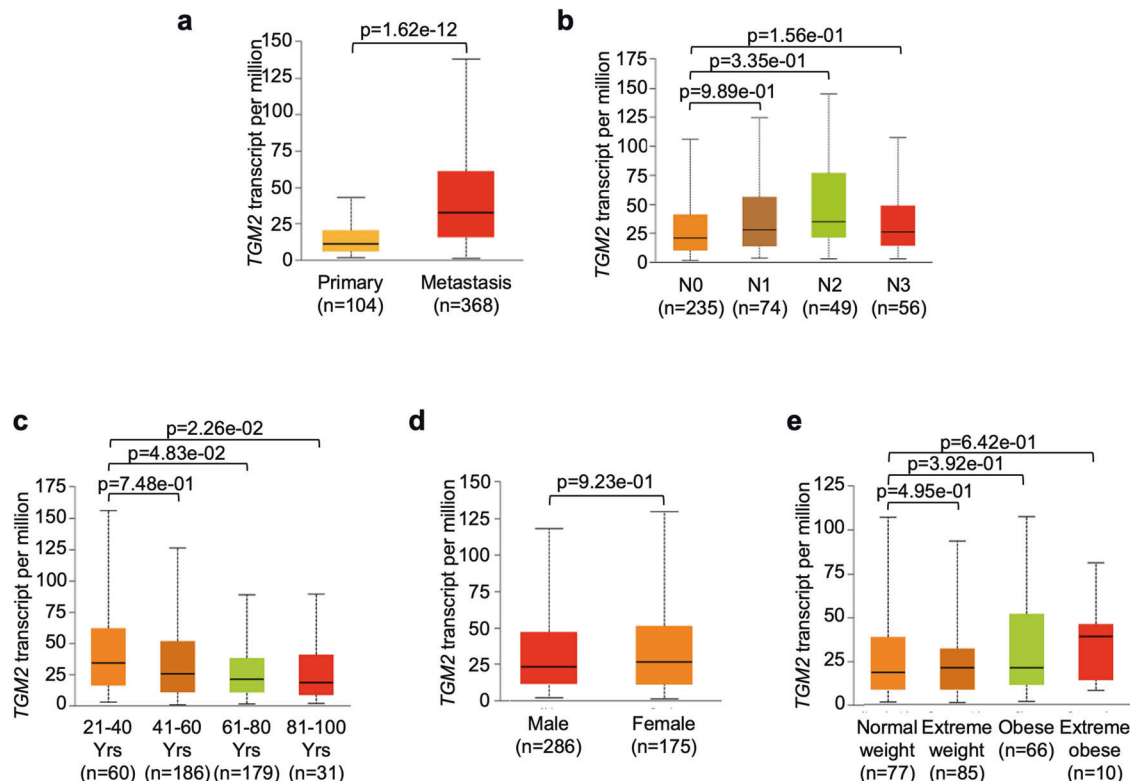 a
p=1.62e-12
TGM2 transcript per million
150
125
100
75
50
25
0
Primary
(n=104)
Metastasis
(n=368)
b
p=1.56e-01
p=3.35e-01
p=9.89e-01
TGM2 transcript per million
175
150
125
100
75
50
25
0
N0
(n=235)
N1
(n=74)
N2
(n=49)
N3
(n=56)
c
p=2.26e-02
p=4.83e-02
p=7.48e-01
TGM2 transcript per million
175
150
125
100
75
50
25
0
21-40
Yrs
(n=60)
41-60
Yrs
(n=186)
61-80
Yrs
(n=179)
81-100
Yrs
(n=31)
d
p=9.23e-01
TGM2 transcript per million
150
125
100
75
50
25
0
Male
(n=286)
Female
(n=175)
e
p=6.42e-01
p=3.92e-01
p=4.95e-01
TGM2 transcript per million
125
100
75
50
25
0
Normal
weight
(n=77)
Extreme
weight
(n=85)
Obese
(n=66)
Extreme
obese
(n=10)